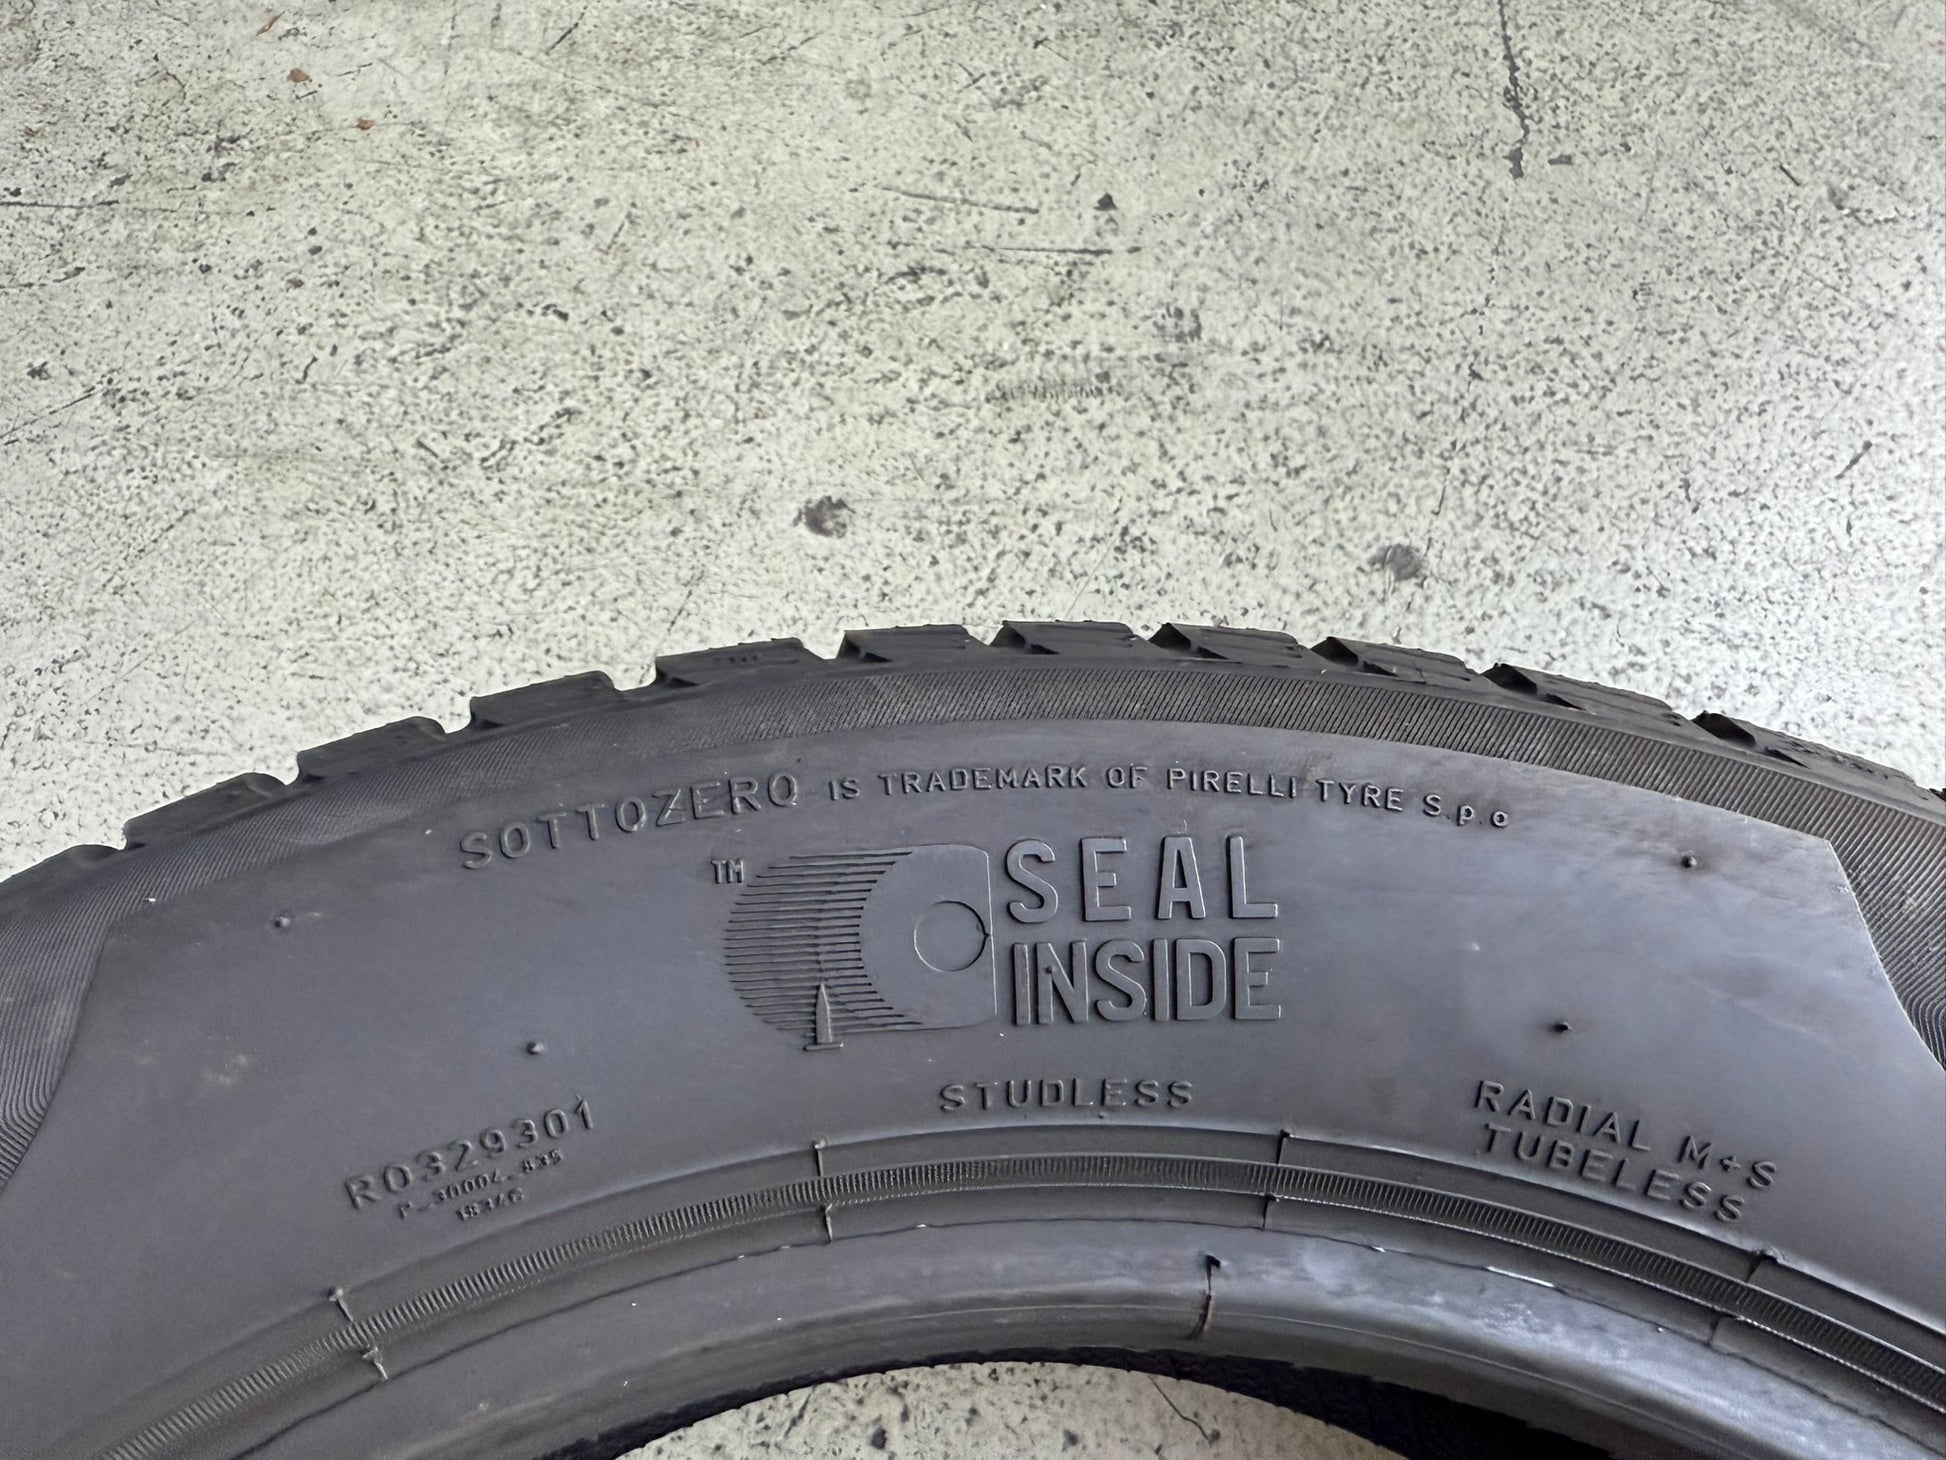 SOTTOZERO IS TRADEMARK OF PIRELLI TYRE S.p.o
TM
SEAL
INSIDE
STUDLESS
R0329301
RADIAL M+S
TUBELESS